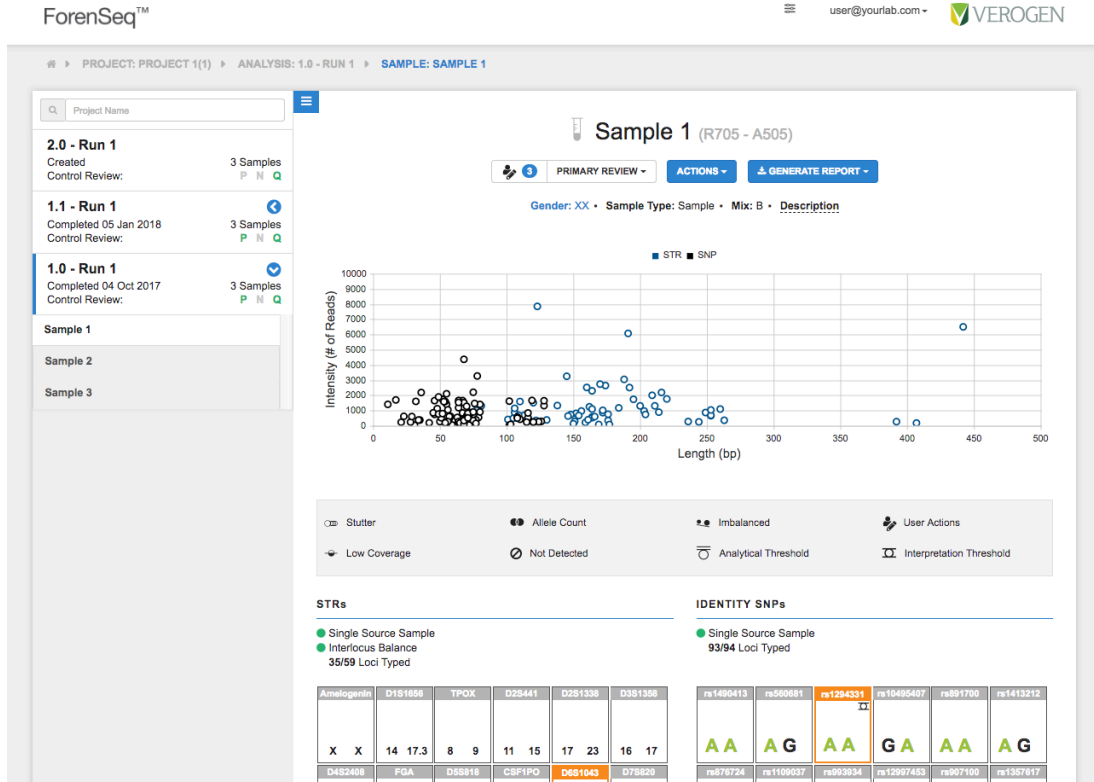 ForenSeq™
user@yourlab.com
VEROGEN
PROJECT: PROJECT 1(1) ANALYSIS: 1.0 - RUN 1 SAMPLE: SAMPLE 1
Project Name
2.0 - Run 1
Created 3 Samples
Control Review: P N Q
1.1 - Run 1
Completed 05 Jan 2018 3 Samples
Control Review: P N Q
1.0 - Run 1
Completed 04 Oct 2017 3 Samples
Control Review: P N Q
Sample 1
Sample 2
Sample 3
Sample 1 (R705 - A505)
3 PRIMARY REVIEW ACTIONS GENERATE REPORT
Gender: XX • Sample Type: Sample • Mix: B • Description
STR SNP
Intensity (# of Reads)
10000
9000
8000
7000
6000
5000
4000
3000
2000
1000
0
0 50 100 150 200 250 300 350 400 450 500
Length (bp)
Stutter Allele Count Imbalanced User Actions
Low Coverage Not Detected Analytical Threshold Interpretation Threshold
STRs
Single Source Sample
Interlocus Balance
35/59 Loci Typed
Amelogenin D1S1656 TPOX D2S441 D2S1338 D3S1358
X X 14 17.3 8 9 11 15 17 23 16 17
D4S2408 FGA D5S818 CSF1PO D6S1043 D7S820
IDENTITY SNPs
Single Source Sample
93/94 Loci Typed
rs1490413 rs560681 rs1294331 rs10495407 rs891700 rs1413212
A A A G A A G A A A A G
rs876724 rs1109037 rs993934 rs12997453 rs907100 rs1357617